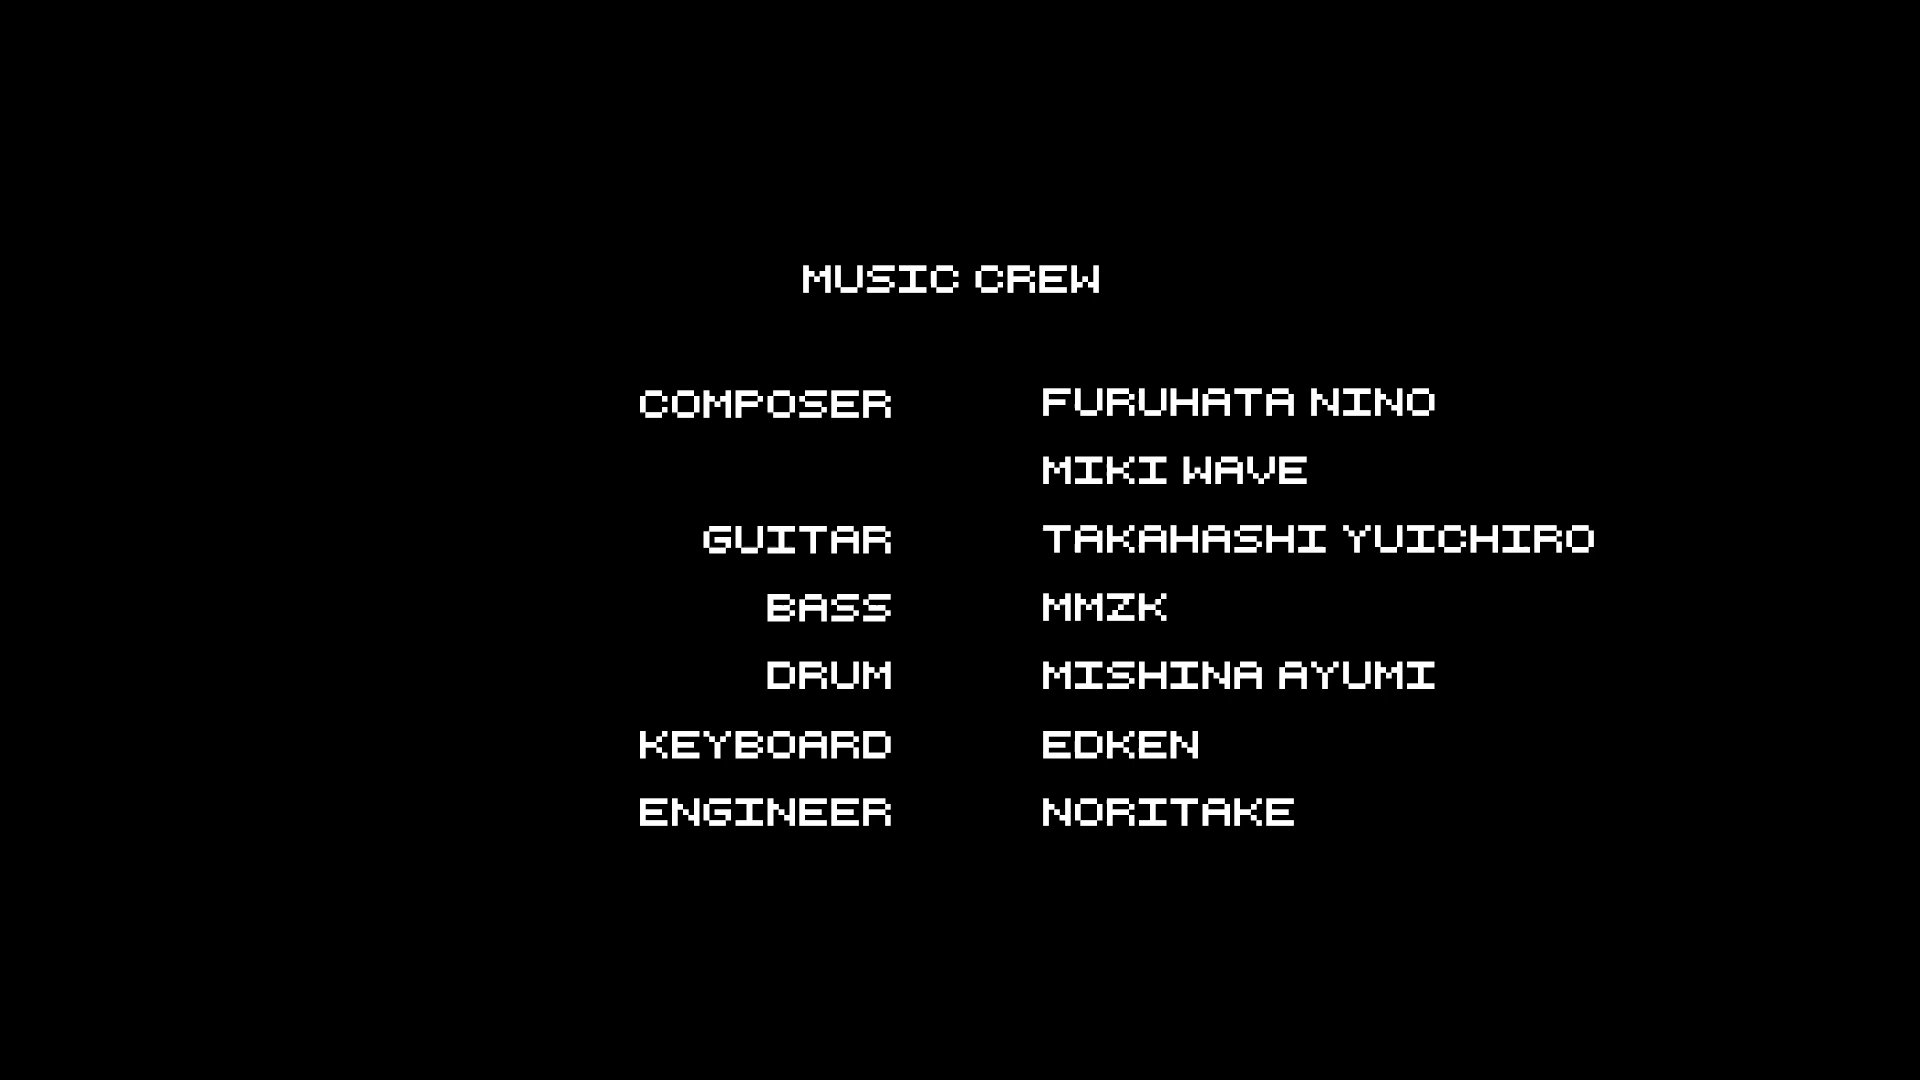 MUSIC CREW
COMPOSER FURUHATA NINO
MIKI WAVE
GUITAR TAKAHASHI YUICHIRO
BASS MMZK
DRUM MISHINA AYUMI
KEYBOARD EDKEN
ENGINEER NORITAKE